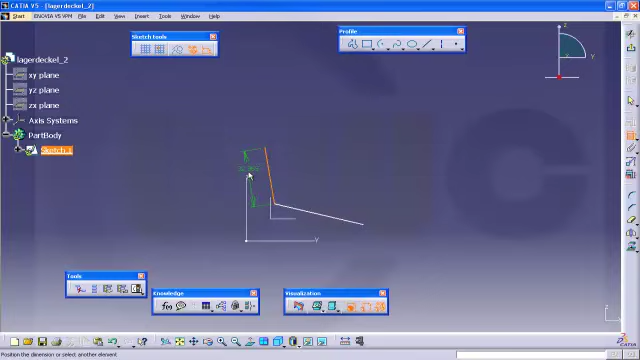 CATIA V5 - [lagerdeckel_2]
Start
ENOVIA V5 VPM
File
Edit
View
Insert
Tools
Window
Help
Sketch tools
Profile
lagerdeckel_2
xy plane
yz plane
zx plane
Axis Systems
PartBody
Sketch.1
Z
Y
X
Y
Tools
Knowledge
Visualization
CATIA
Position the dimension or select another element